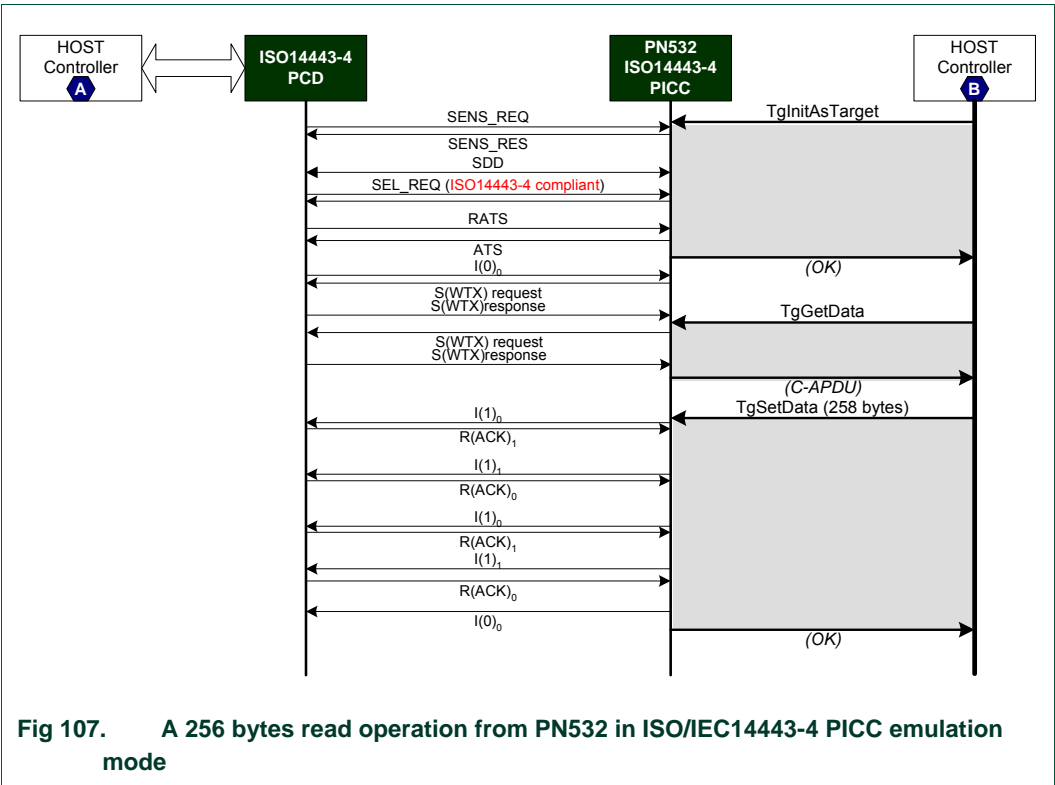 HOST
Controller
A
ISO14443-4
PCD
PN532
ISO14443-4
PICC
HOST
Controller
B
SENS_REQ
TgInitAsTarget
SENS_RES
SDD
SEL_REQ (ISO14443-4 compliant)
RATS
ATS
I(0)₀
(OK)
S(WTX) request
S(WTX)response
TgGetData
S(WTX) request
S(WTX)response
(C-APDU)
TgSetData (258 bytes)
I(1)₀
R(ACK)₁
I(1)₁
R(ACK)₀
I(1)₀
R(ACK)₁
I(1)₁
R(ACK)₀
I(0)₀
(OK)
Fig 107. A 256 bytes read operation from PN532 in ISO/IEC14443-4 PICC emulation
mode